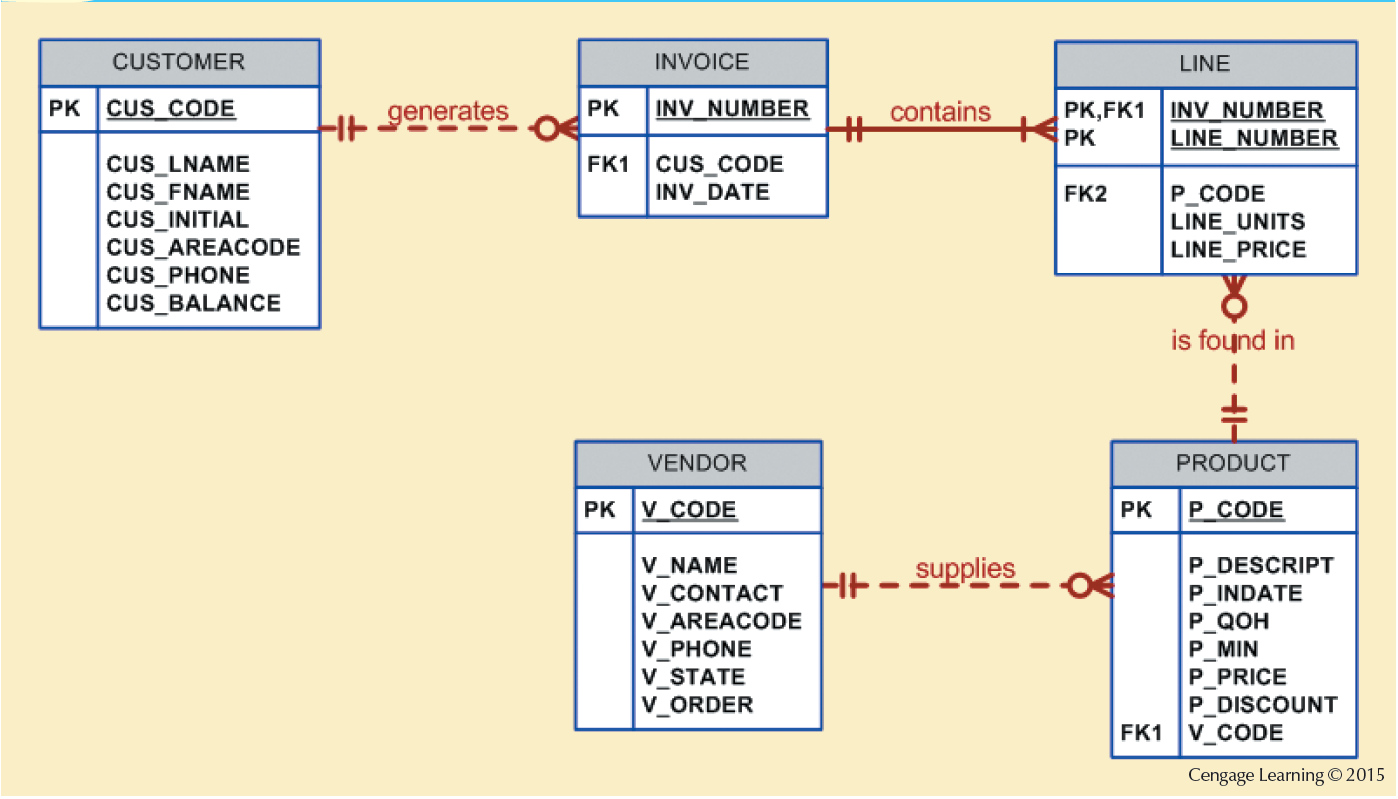 CUSTOMER
PK CUS_CODE
CUS_LNAME
CUS_FNAME
CUS_INITIAL
CUS_AREACODE
CUS_PHONE
CUS_BALANCE
generates
INVOICE
PK INV_NUMBER
FK1 CUS_CODE
INV_DATE
contains
LINE
PK,FK1 INV_NUMBER
PK LINE_NUMBER
FK2 P_CODE
LINE_UNITS
LINE_PRICE
is found in
VENDOR
PK V_CODE
V_NAME
V_CONTACT
V_AREACODE
V_PHONE
V_STATE
V_ORDER
supplies
PRODUCT
PK P_CODE
P_DESCRIPT
P_INDATE
P_QOH
P_MIN
P_PRICE
P_DISCOUNT
FK1 V_CODE
Cengage Learning © 2015